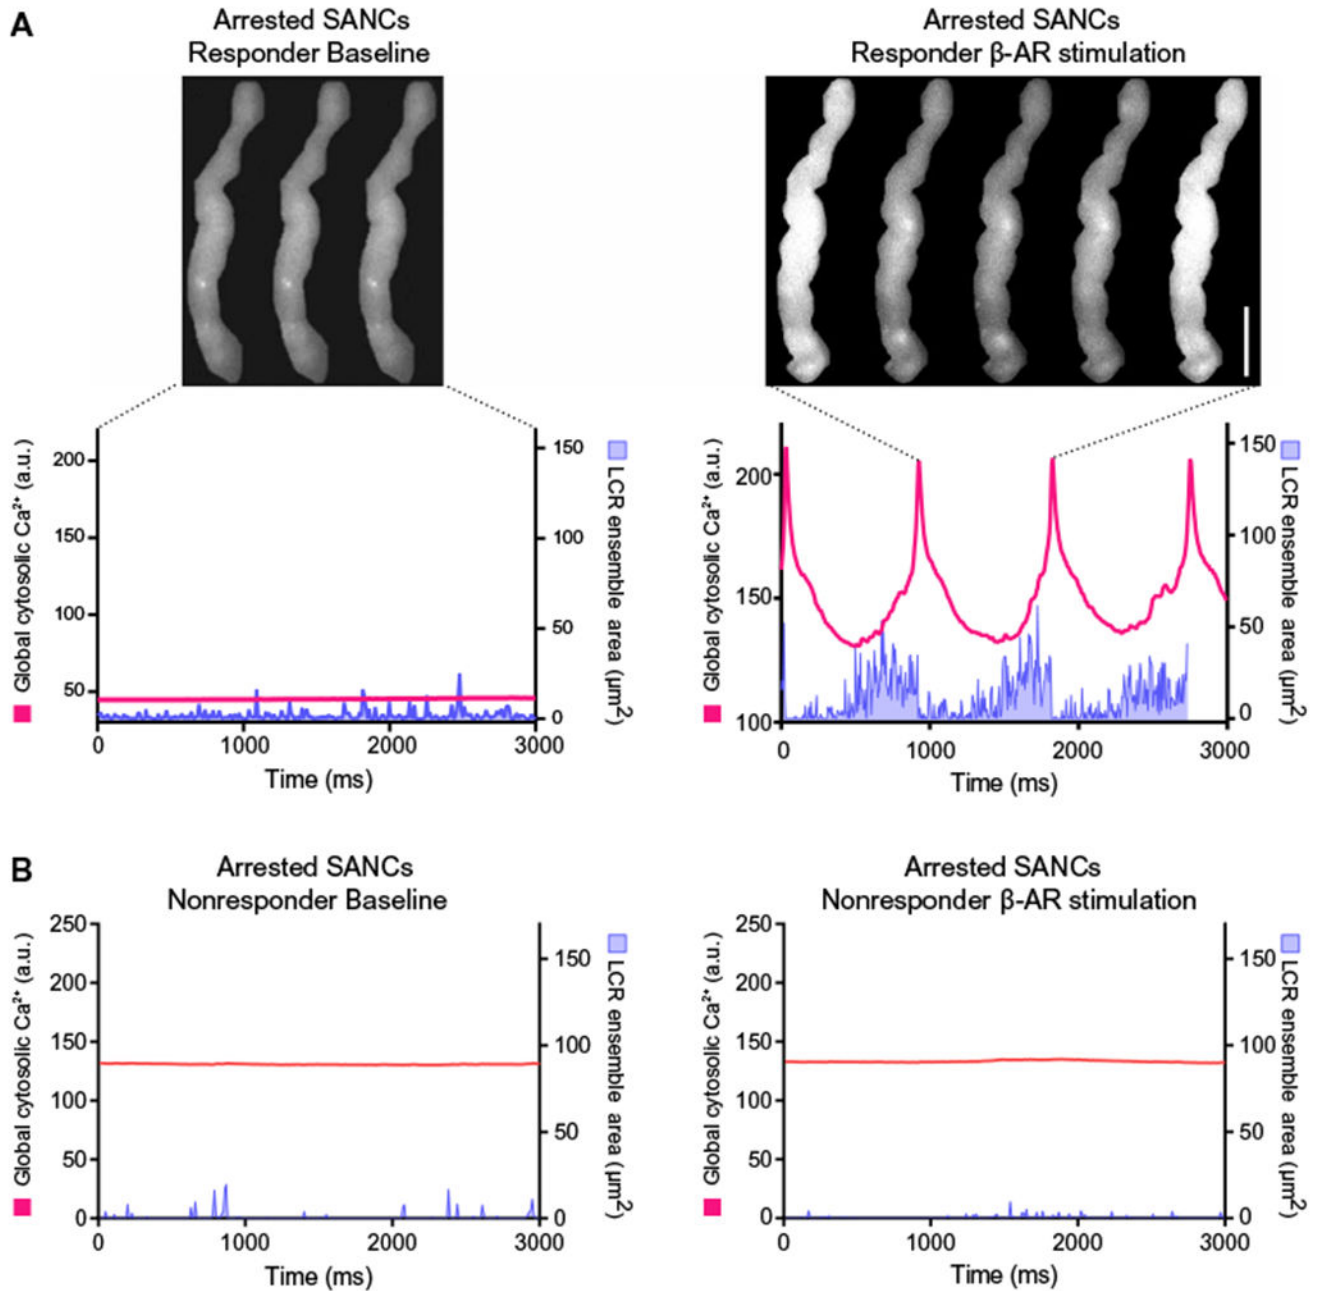 A
Arrested SANCs
Responder Baseline
Arrested SANCs
Responder β-AR stimulation
Global cytosolic Ca²⁺ (a.u.)
200
150
100
50
150
100
50
0
LCR ensemble area (μm²)
0
1000
2000
3000
Time (ms)
Global cytosolic Ca²⁺ (a.u.)
200
150
100
150
100
50
0
LCR ensemble area (μm²)
0
1000
2000
3000
Time (ms)
B
Arrested SANCs
Nonresponder Baseline
Arrested SANCs
Nonresponder β-AR stimulation
Global cytosolic Ca²⁺ (a.u.)
250
200
150
100
50
0
150
100
50
0
LCR ensemble area (μm²)
0
1000
2000
3000
Time (ms)
Global cytosolic Ca²⁺ (a.u.)
250
200
150
100
50
0
150
100
50
0
LCR ensemble area (μm²)
0
1000
2000
3000
Time (ms)